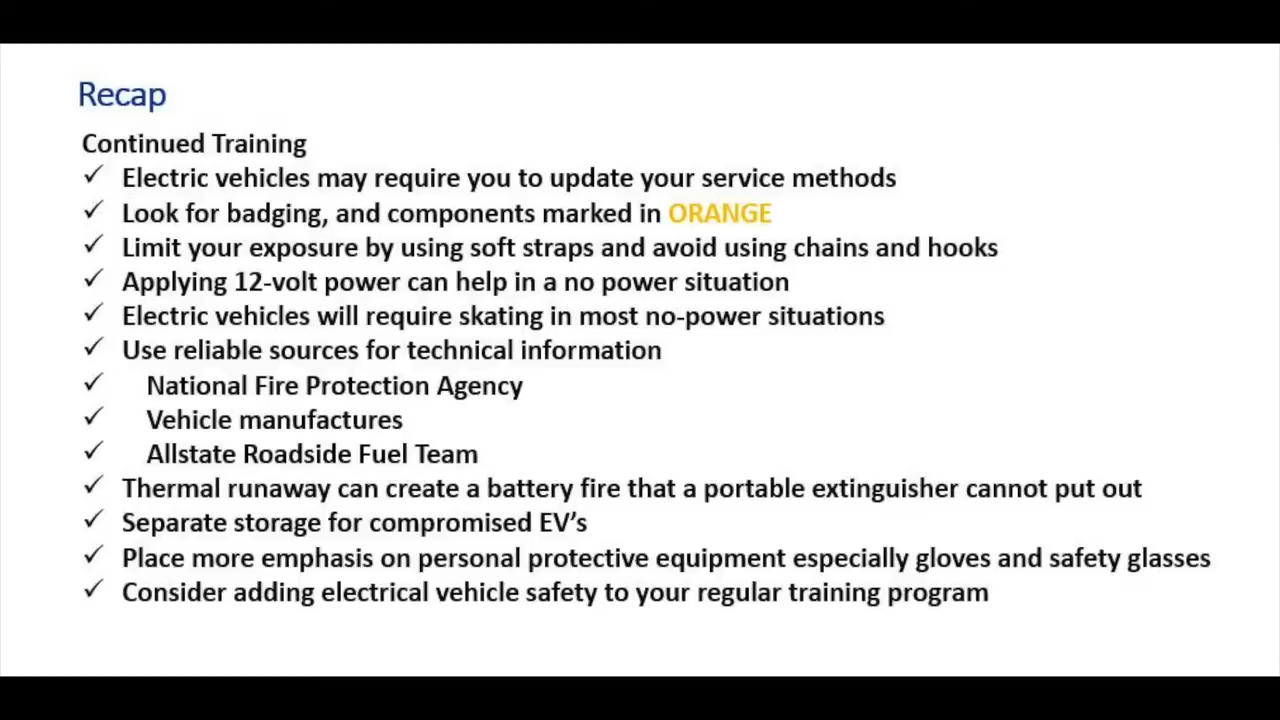 Recap
Continued Training
✓ Electric vehicles may require you to update your service methods
✓ Look for badging, and components marked in ORANGE
✓ Limit your exposure by using soft straps and avoid using chains and hooks
✓ Applying 12-volt power can help in a no power situation
✓ Electric vehicles will require skating in most no-power situations
✓ Use reliable sources for technical information
✓ National Fire Protection Agency
✓ Vehicle manufactures
✓ Allstate Roadside Fuel Team
✓ Thermal runaway can create a battery fire that a portable extinguisher cannot put out
✓ Separate storage for compromised EV’s
✓ Place more emphasis on personal protective equipment especially gloves and safety glasses
✓ Consider adding electrical vehicle safety to your regular training program